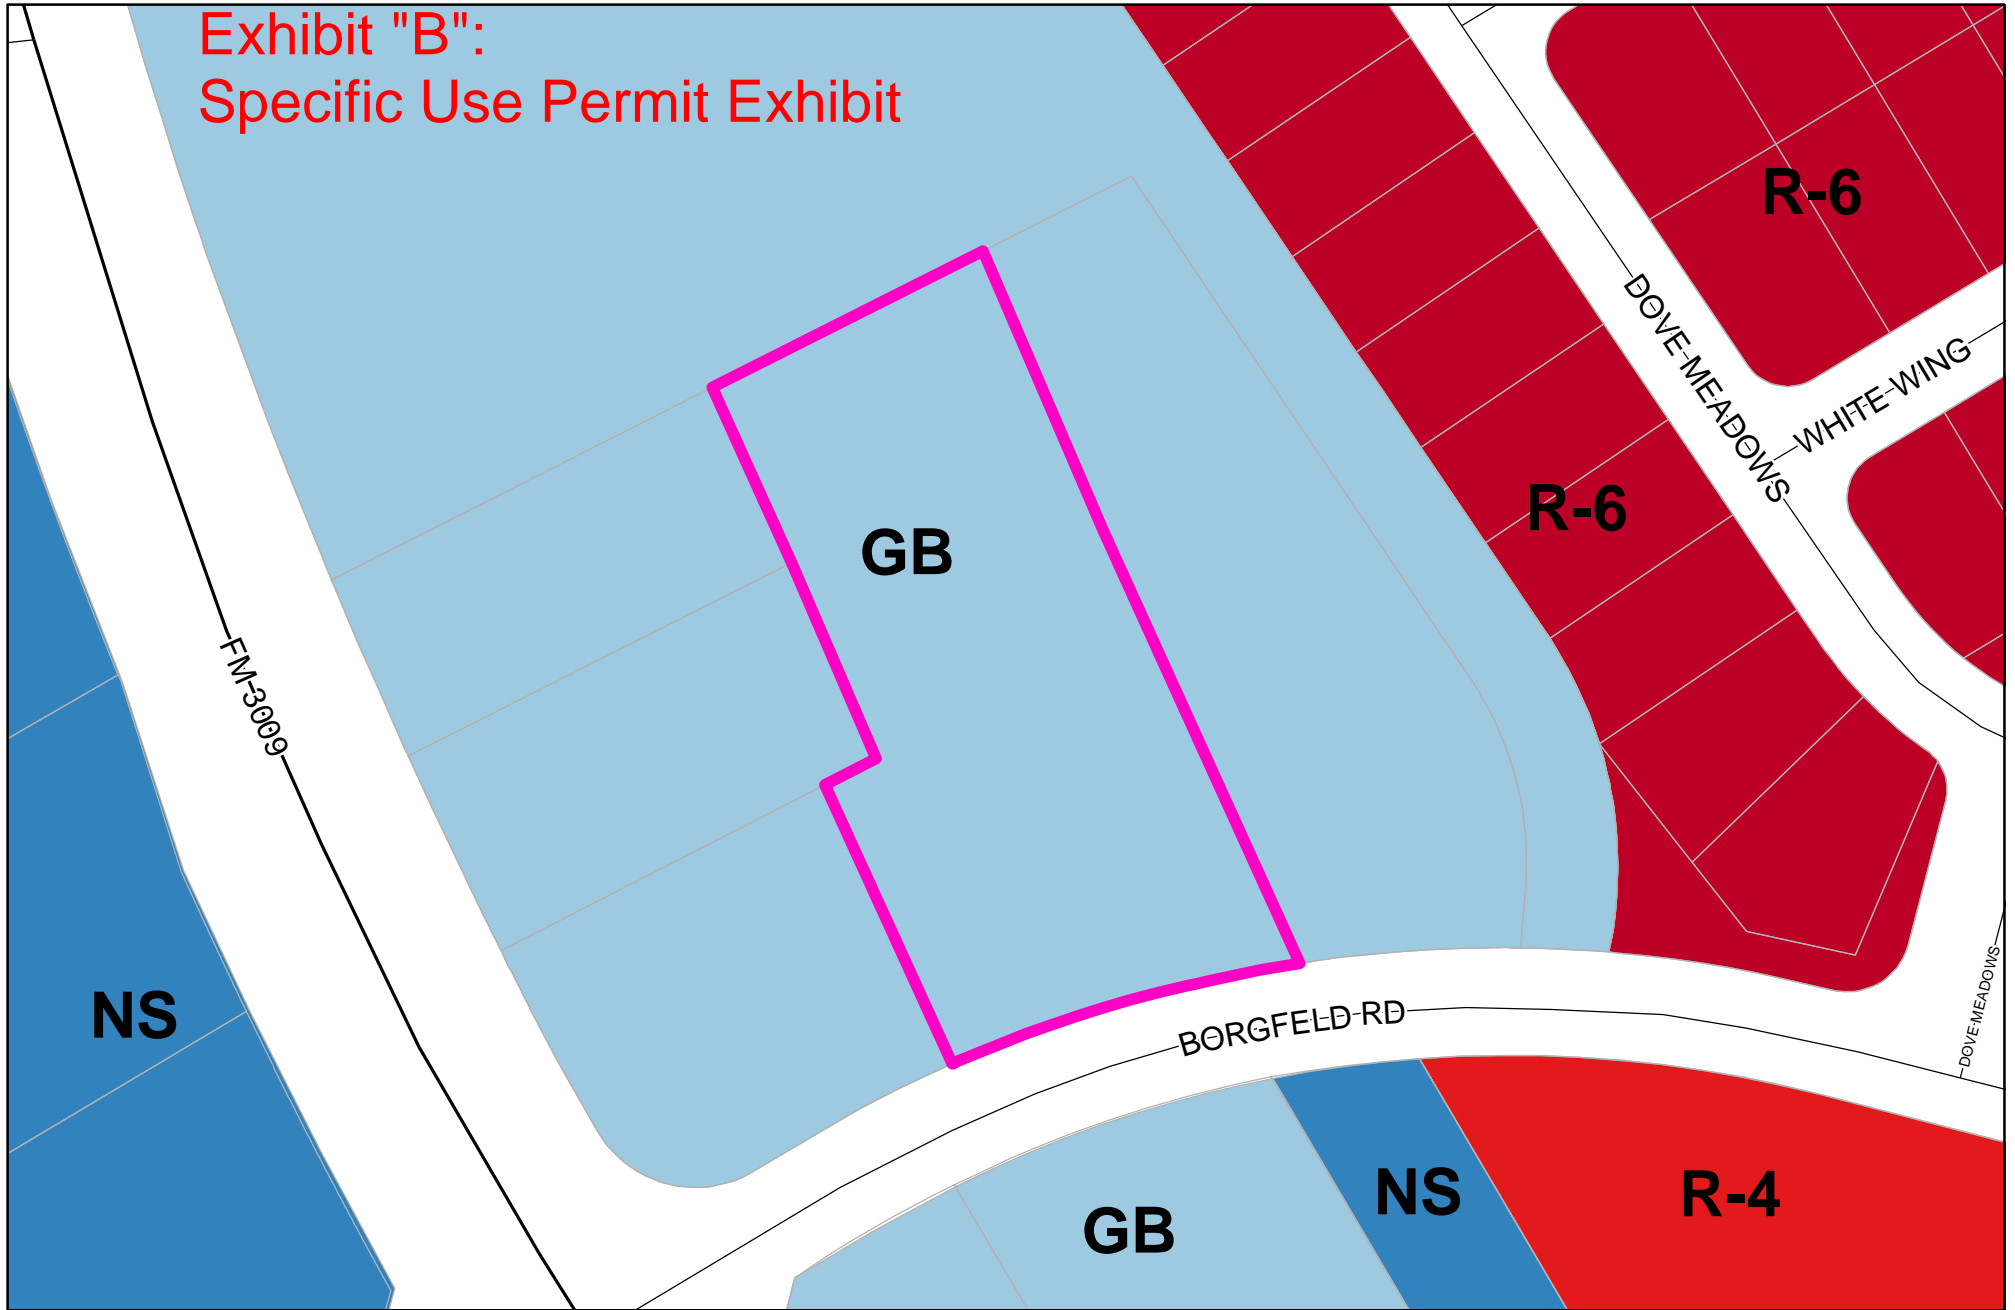 Exhibit "B":
Specific Use Permit Exhibit
R-6
DOVE MEADOWS
WHITE WING
R-6
GB
FM 3009
NS
BORGFELD RD
DOVE MEADOWS
NS
R-4
GB